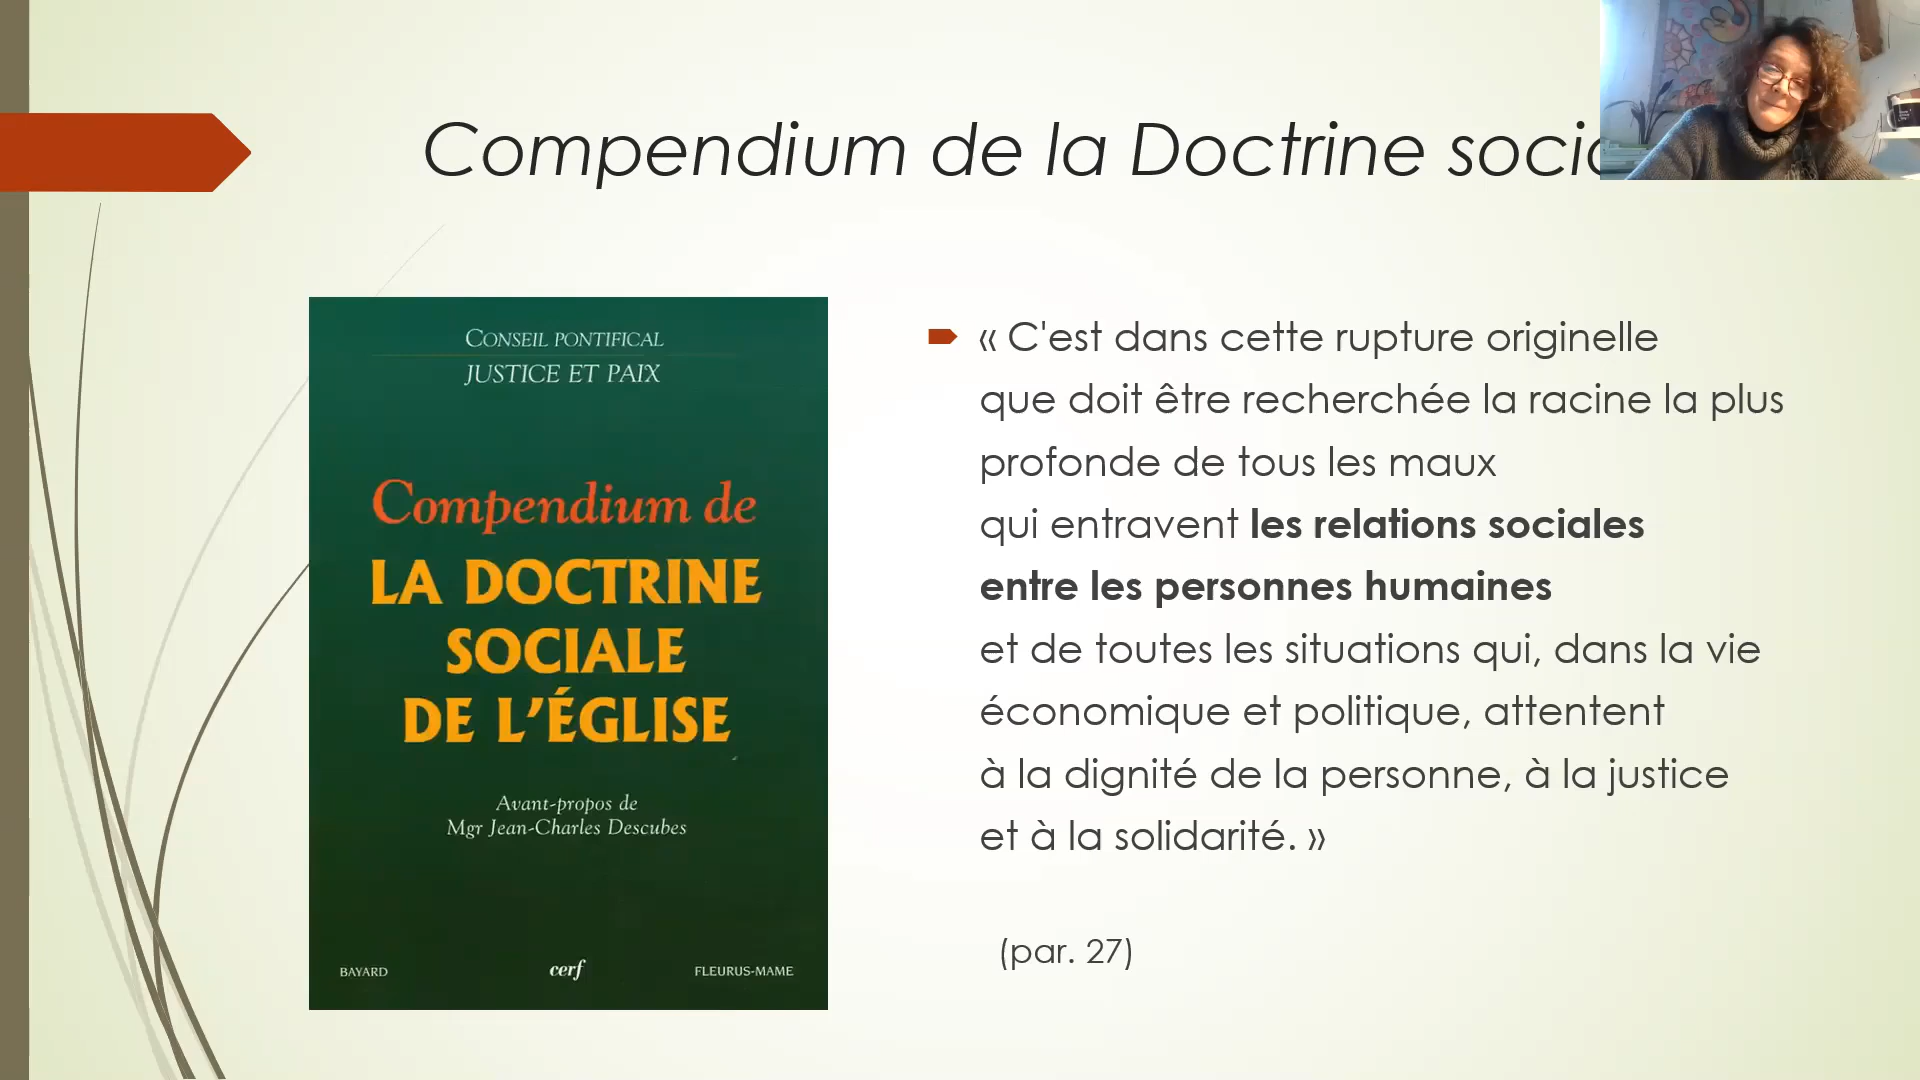 Compendium de la Doctrine
CONSEIL PONTIFICAL
JUSTICE ET PAIX
Compendium de
LA DOCTRINE
SOCIALE
DE L'ÉGLISE
Avant-propos de
Mgr Jean-Charles Descubes
BAYARD cerf FLEURUS-MAME
« C'est dans cette rupture originelle
que doit être recherchée la racine la plus
profonde de tous les maux
qui entravent les relations sociales
entre les personnes humaines
et de toutes les situations qui, dans la vie
économique et politique, attentent
à la dignité de la personne, à la justice
et à la solidarité. »
(par. 27)